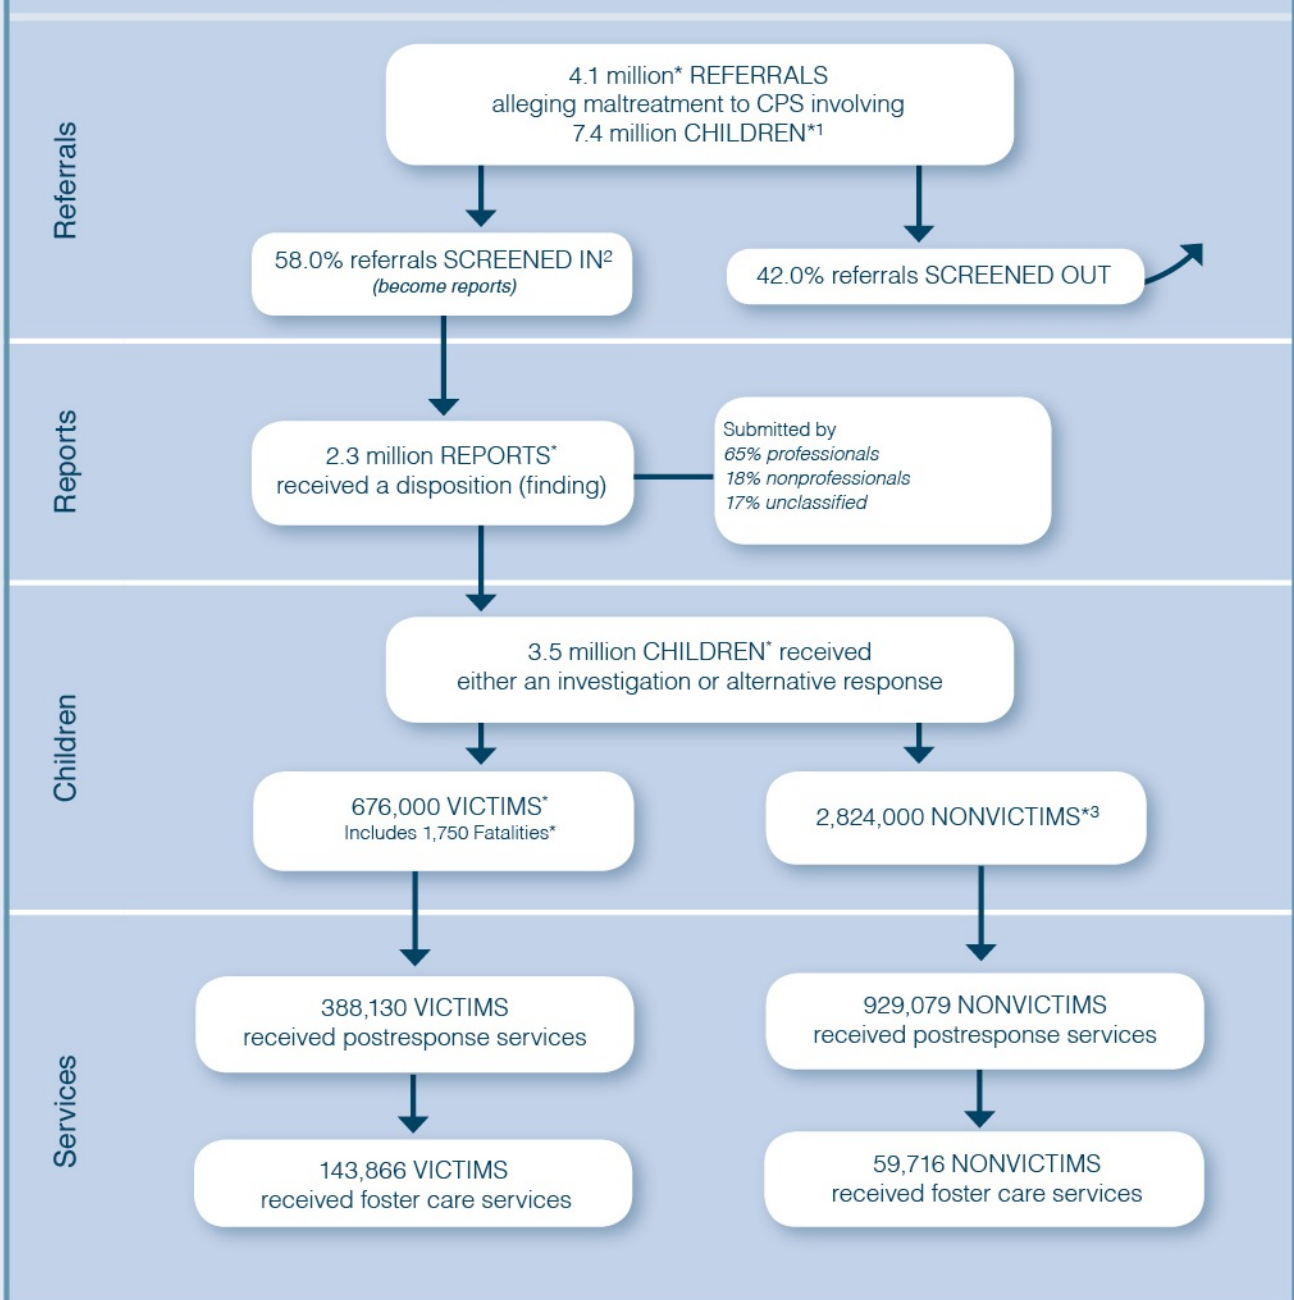 Referrals
4.1 million* REFERRALS
alleging maltreatment to CPS involving
7.4 million CHILDREN*1
58.0% referrals SCREENED IN2
(become reports)
42.0% referrals SCREENED OUT
Reports
2.3 million REPORTS*
received a disposition (finding)
Submitted by
65% professionals
18% nonprofessionals
17% unclassified
Children
3.5 million CHILDREN* received
either an investigation or alternative response
676,000 VICTIMS*
Includes 1,750 Fatalities*
2,824,000 NONVICTIMS*3
Services
388,130 VICTIMS
received postresponse services
929,079 NONVICTIMS
received postresponse services
143,866 VICTIMS
received foster care services
59,716 NONVICTIMS
received foster care services